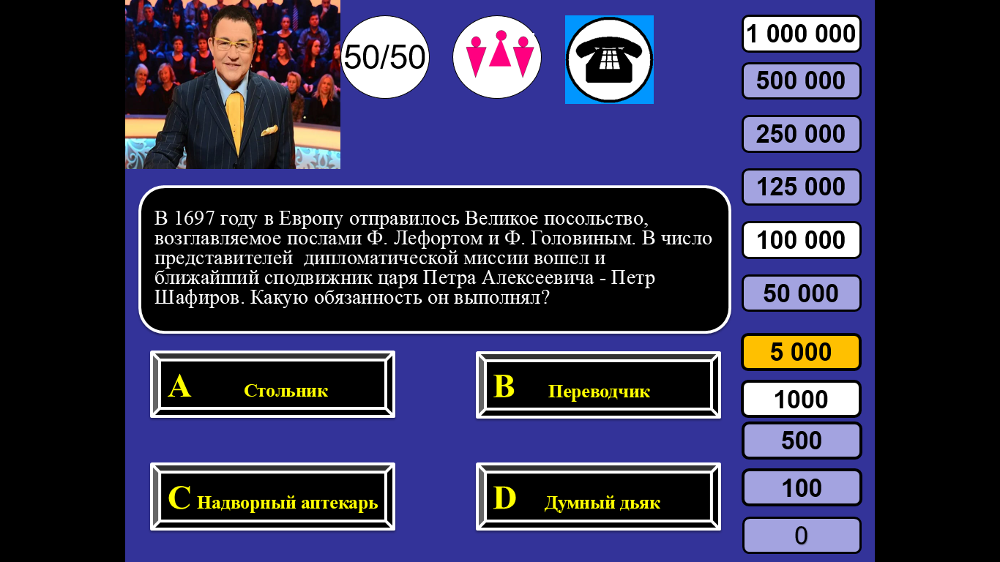 50/50
1 000 000
500 000
250 000
125 000
100 000
50 000
5 000
1000
500
100
0
В 1697 году в Европу отправилось Великое посольство,
возглавляемое послами Ф. Лефортом и Ф. Головиным. В число
представителей  дипломатической миссии вошел и
ближайший сподвижник царя Петра Алексеевича - Петр
Шафиров. Какую обязанность он выполнял?
A Стольник
B Переводчик
C Надворный аптекарь
D Думный дьяк